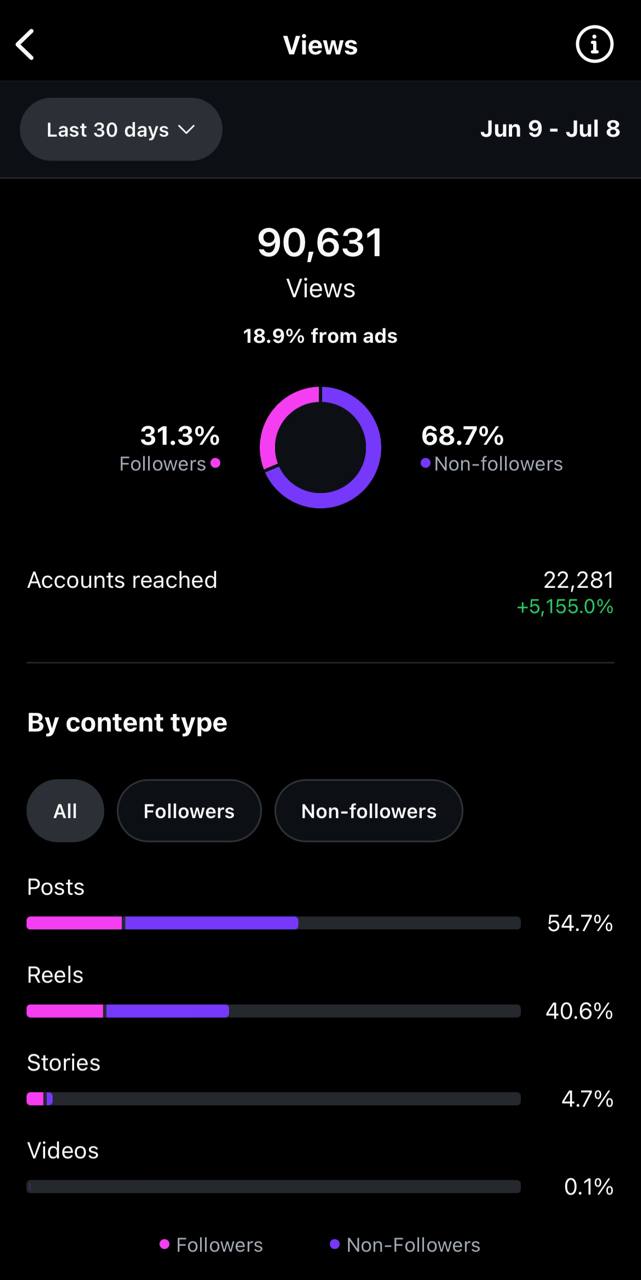 Views
Last 30 days
Jun 9 - Jul 8
90,631
Views
18.9% from ads
31.3%
Followers
68.7%
Non-followers
Accounts reached
22,281
+5,155.0%
By content type
All
Followers
Non-followers
Posts
54.7%
Reels
40.6%
Stories
4.7%
Videos
0.1%
Followers
Non-Followers